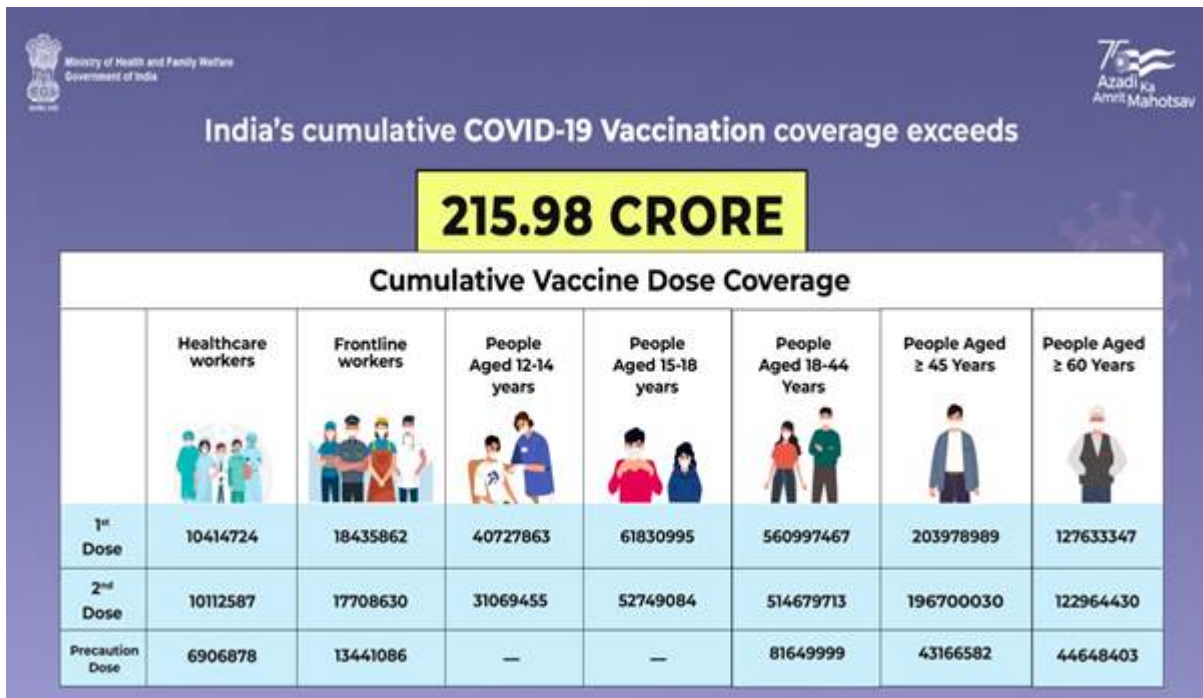 Ministry of Health and Family Welfare
Government of India
75
Azadi Ka
Amrit Mahotsav
India's cumulative COVID-19 Vaccination coverage exceeds
215.98 CRORE
Cumulative Vaccine Dose Coverage
Healthcare workers
Frontline workers
People Aged 12-14 years
People Aged 15-18 years
People Aged 18-44 Years
People Aged ≥ 45 Years
People Aged ≥ 60 Years
1st Dose 10414724 18435862 40727863 61830995 560997467 203978989 127633347
2nd Dose 10112587 17708630 31069455 52749084 514679713 196700030 122964430
Precaution Dose 6906878 13441086 — — 81649999 43166582 44648403